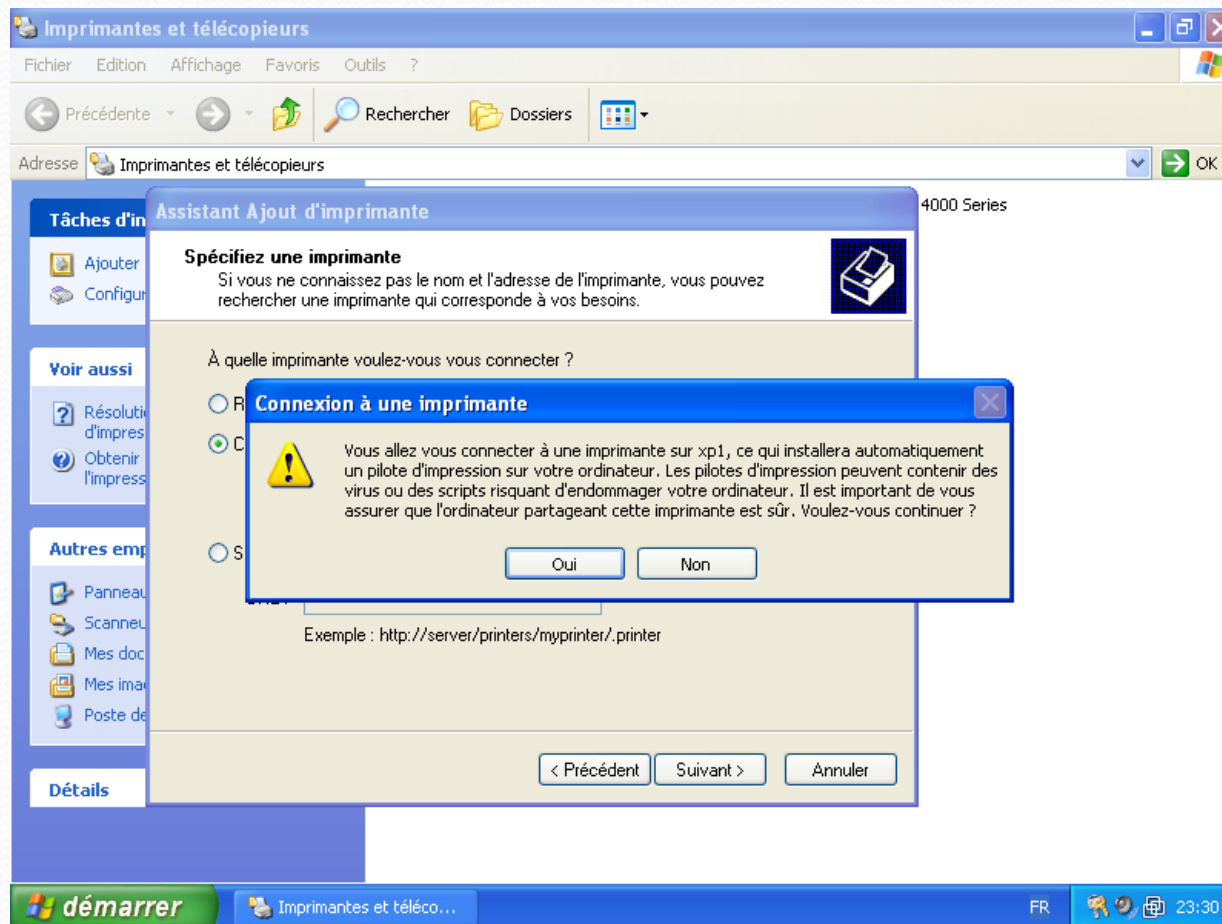 Imprimantes et télécopieurs
Fichier Edition Affichage Favoris Outils ?
Précédente Rechercher Dossiers
Adresse Imprimantes et télécopieurs OK
4000 Series
Tâches d'in
Ajouter
Configur
Voir aussi
Résoluti
d'impres
Obtenir
l'impress
Autres emp
Panneau
Scanneu
Mes doc
Mes imag
Poste de
Détails
Assistant Ajout d'imprimante
Spécifiez une imprimante
Si vous ne connaissez pas le nom et l'adresse de l'imprimante, vous pouvez
rechercher une imprimante qui corresponde à vos besoins.
À quelle imprimante voulez-vous vous connecter ?
R
C
S
Connexion à une imprimante
Vous allez vous connecter à une imprimante sur xp1, ce qui installera automatiquement
un pilote d'impression sur votre ordinateur. Les pilotes d'impression peuvent contenir des
virus ou des scripts risquant d'endommager votre ordinateur. Il est important de vous
assurer que l'ordinateur partageant cette imprimante est sûr. Voulez-vous continuer ?
Oui Non
Exemple : http://server/printers/myprinter/.printer
< Précédent Suivant > Annuler
démarrer Imprimantes et téléco... FR 23:30